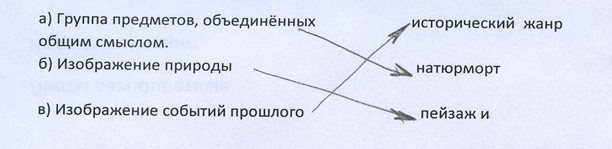 а) Группа предметов, объединённых
общим смыслом.
б) Изображение природы
в) Изображение событий прошлого
исторический жанр
натюрморт
пейзаж и